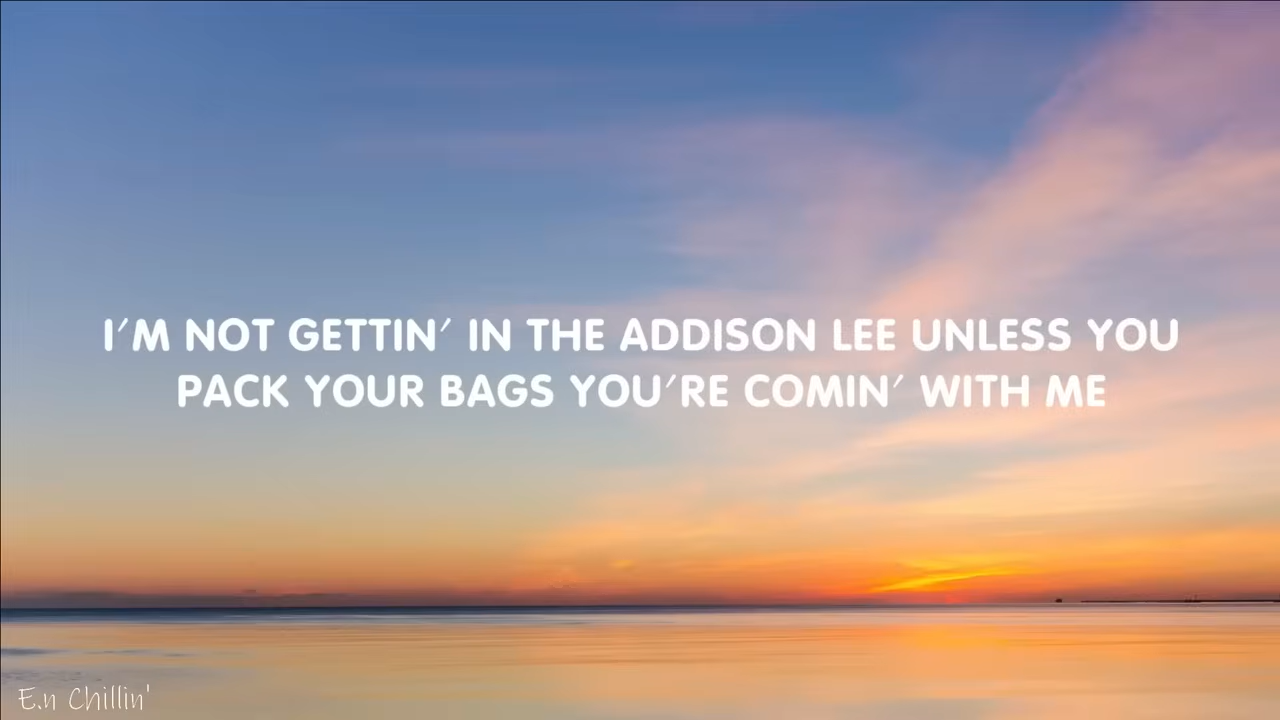 I'M NOT GETTIN' IN THE ADDISON LEE UNLESS YOU
PACK YOUR BAGS YOU'RE COMIN' WITH ME
E.n Chillin'